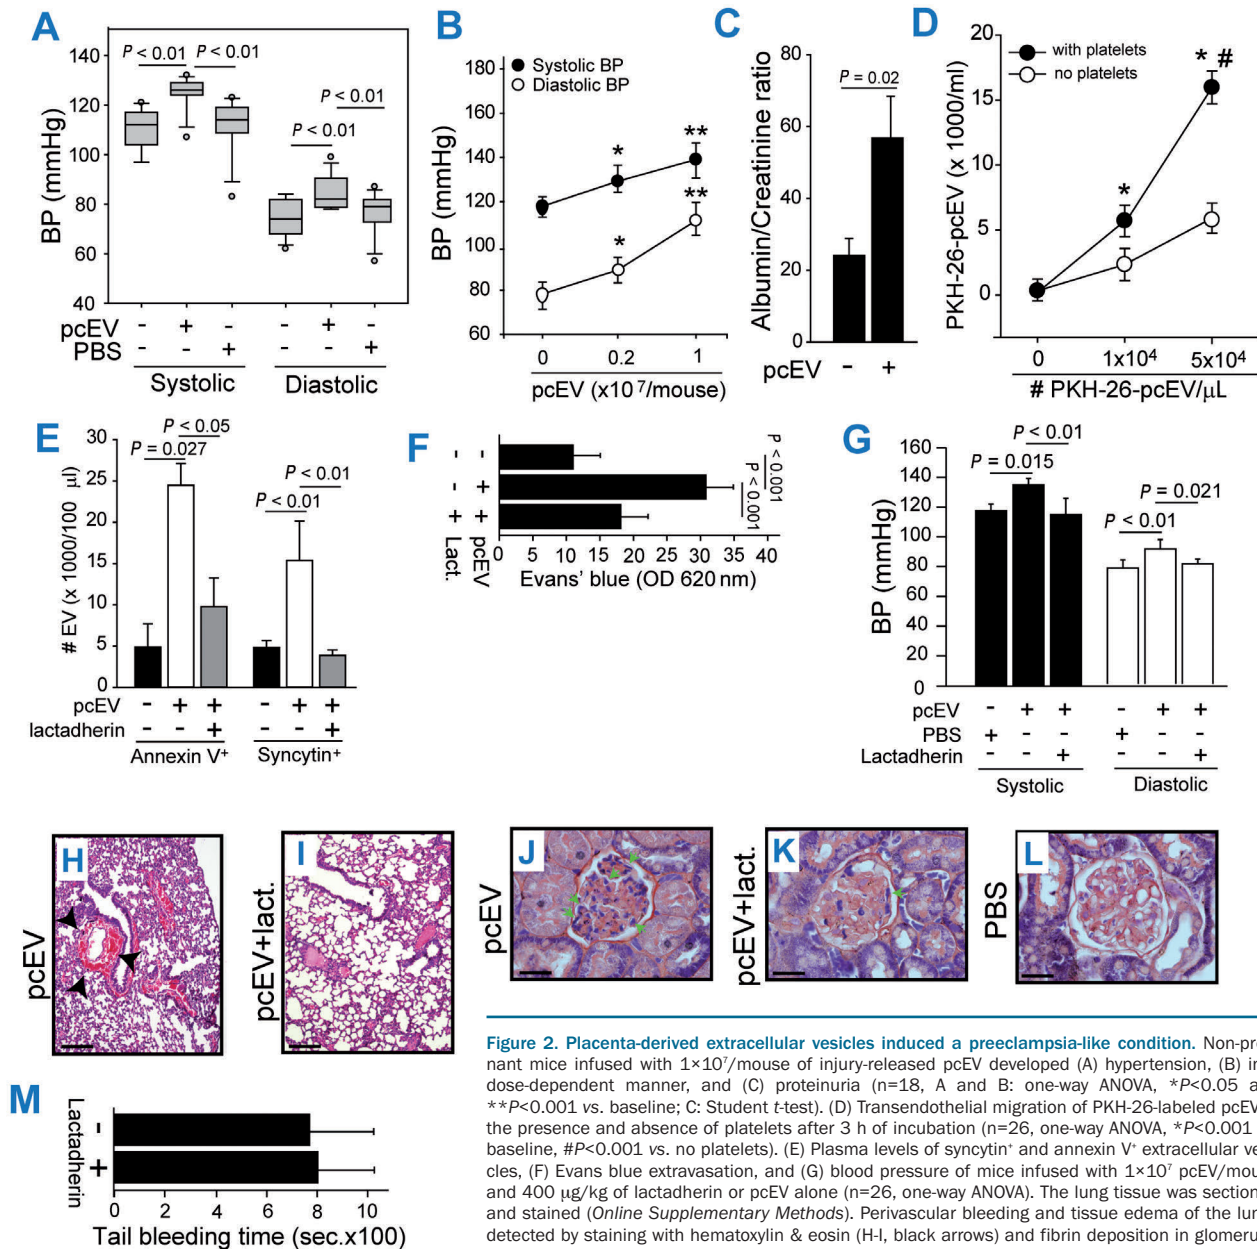 A
BP (mmHg)
140
120
100
80
60
40
P < 0.01
P < 0.01
P < 0.01
P < 0.01
pcEV - + - - + -
PBS - - + - - +
Systolic
Diastolic
B
BP (mmHg)
Systolic BP
Diastolic BP
180
160
140
120
100
80
60
*
**
*
**
0 0.2 1
pcEV (x10⁷/mouse)
C
Albumin/Creatinine ratio
80
60
40
20
0
P = 0.02
pcEV - +
D
PKH-26-pcEV (x 1000/ml)
with platelets
no platelets
20
15
10
5
0
*
* #
0 1x10⁴ 5x10⁴
# PKH-26-pcEV/µL
E
# EV (x 1000/100 µl)
30
25
20
15
10
5
0
P < 0.05
P = 0.027
P < 0.01
P < 0.01
pcEV - + + - + +
lactadherin - - + - - +
Annexin V⁺
Syncytin⁺
F
- -
- +
+ +
Lact.
pcEV
P < 0.001
P < 0.001
0 5 10 15 20 25 30 35 40
Evans' blue (OD 620 nm)
G
BP (mmHg)
160
140
120
100
80
60
40
20
0
P < 0.01
P = 0.015
P = 0.021
P < 0.01
pcEV - + + - + +
PBS + - - + - -
Lactadherin - - + - - +
Systolic
Diastolic
H
pcEV
I
pcEV+lact.
J
pcEV
K
pcEV+lact.
L
PBS
M
Lactadherin
-
+
0 2 4 6 8 10
Tail bleeding time (sec.x100)
Figure 2. Placenta-derived extracellular vesicles induced a preeclampsia-like condition. Non-pre
nant mice infused with 1×10⁷/mouse of injury-released pcEV developed (A) hypertension, (B) in
dose-dependent manner, and (C) proteinuria (n=18, A and B: one-way ANOVA, *P<0.05 a
**P<0.001 vs. baseline; C: Student t-test). (D) Transendothelial migration of PKH-26-labeled pcEV
the presence and absence of platelets after 3 h of incubation (n=26, one-way ANOVA, *P<0.001
baseline, #P<0.001 vs. no platelets). (E) Plasma levels of syncytin⁺ and annexin V⁺ extracellular ve
cles, (F) Evans blue extravasation, and (G) blood pressure of mice infused with 1×10⁷ pcEV/mou
and 400 µg/kg of lactadherin or pcEV alone (n=26, one-way ANOVA). The lung tissue was section
and stained (Online Supplementary Methods). Perivascular bleeding and tissue edema of the lun
detected by staining with hematoxylin & eosin (H-I, black arrows) and fibrin deposition in glomeru